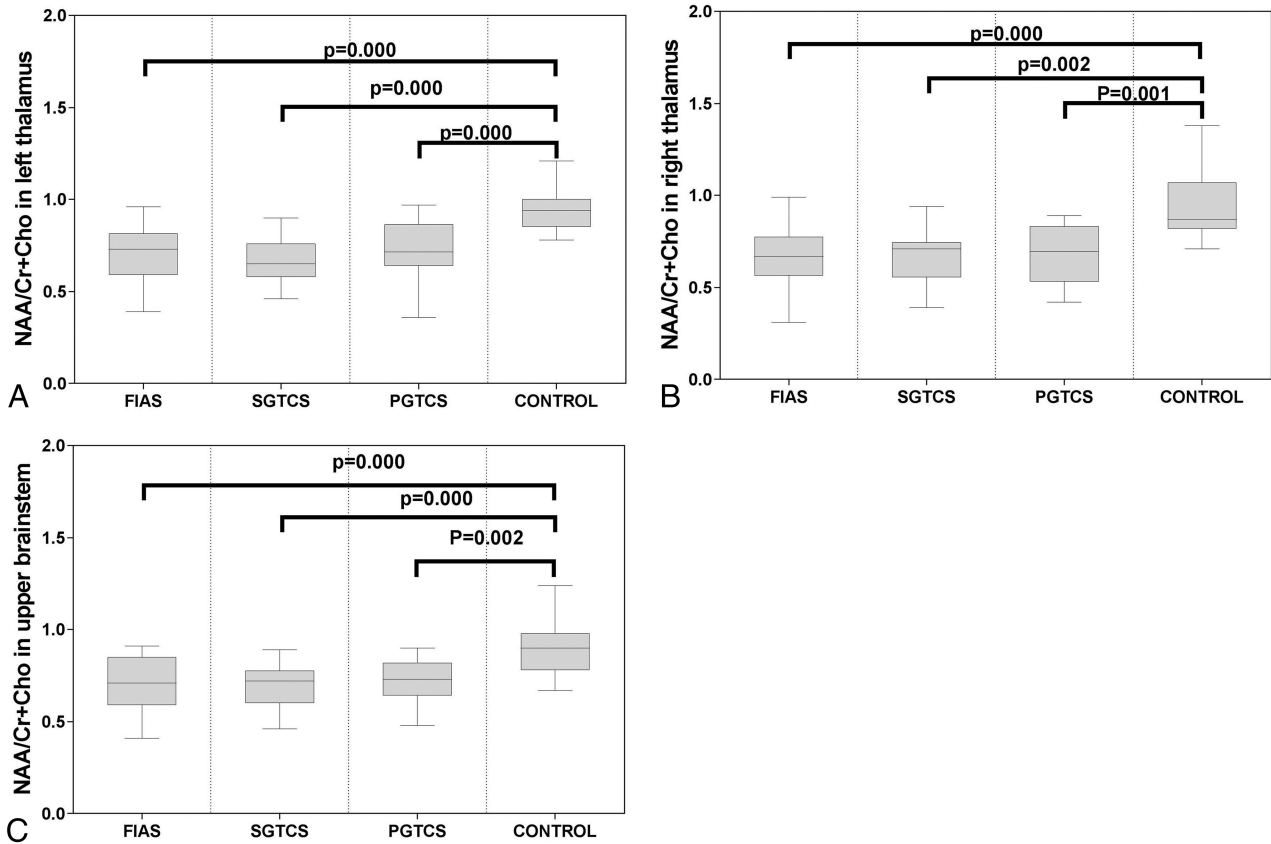 NAA/Cr+Cho in left thalamus
2.0
1.5
1.0
0.5
0.0
p=0.000
p=0.000
p=0.000
FIAS
SGTCS
PGTCS
CONTROL
A
NAA/Cr+Cho in right thalamus
2.0
1.5
1.0
0.5
0.0
p=0.000
p=0.002
P=0.001
FIAS
SGTCS
PGTCS
CONTROL
B
NAA/Cr+Cho in upper brainstem
2.0
1.5
1.0
0.5
0.0
p=0.000
p=0.000
P=0.002
FIAS
SGTCS
PGTCS
CONTROL
C